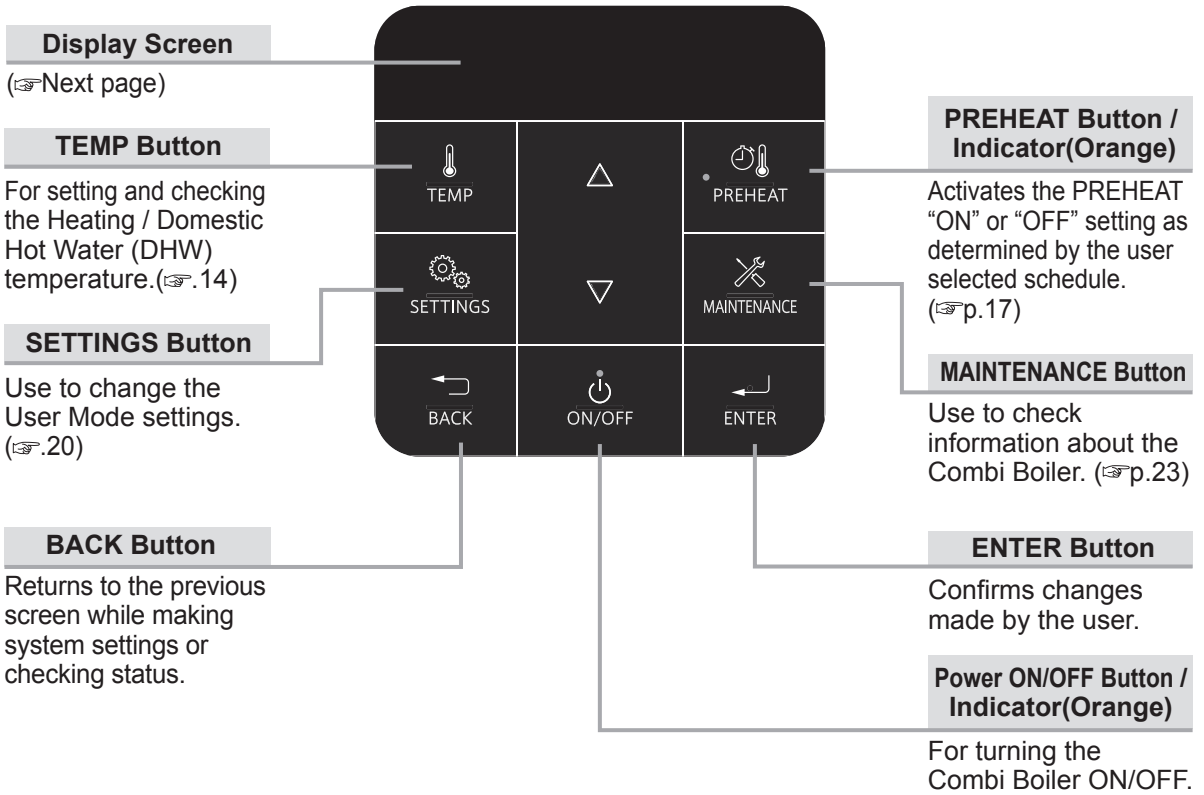 Display Screen
(☞Next page)
TEMP Button
For setting and checking
the Heating / Domestic
Hot Water (DHW)
temperature.(☞.14)
SETTINGS Button
Use to change the
User Mode settings.
(☞.20)
BACK Button
Returns to the previous
screen while making
system settings or
checking status.
TEMP
PREHEAT
SETTINGS
MAINTENANCE
BACK
ON/OFF
ENTER
PREHEAT Button /
Indicator(Orange)
Activates the PREHEAT
“ON” or “OFF” setting as
determined by the user
selected schedule.
(☞p.17)
MAINTENANCE Button
Use to check
information about the
Combi Boiler. (☞p.23)
ENTER Button
Confirms changes
made by the user.
Power ON/OFF Button /
Indicator(Orange)
For turning the
Combi Boiler ON/OFF.